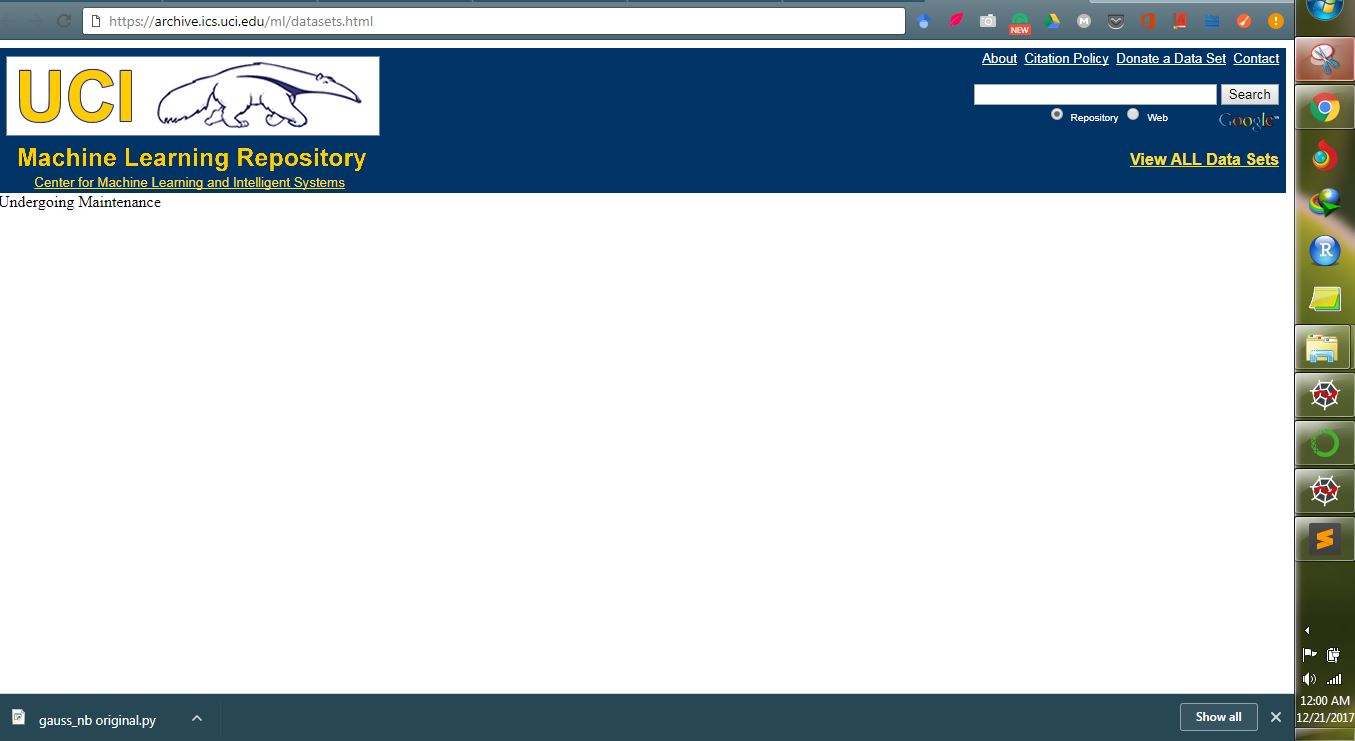 https://archive.ics.uci.edu/ml/datasets.html
NEW
UCI
About Citation Policy Donate a Data Set Contact
Search
Repository Web
Google™
Machine Learning Repository
View ALL Data Sets
Center for Machine Learning and Intelligent Systems
Undergoing Maintenance
R
12:00 AM
12/21/2017
gauss_nb original.py
Show all